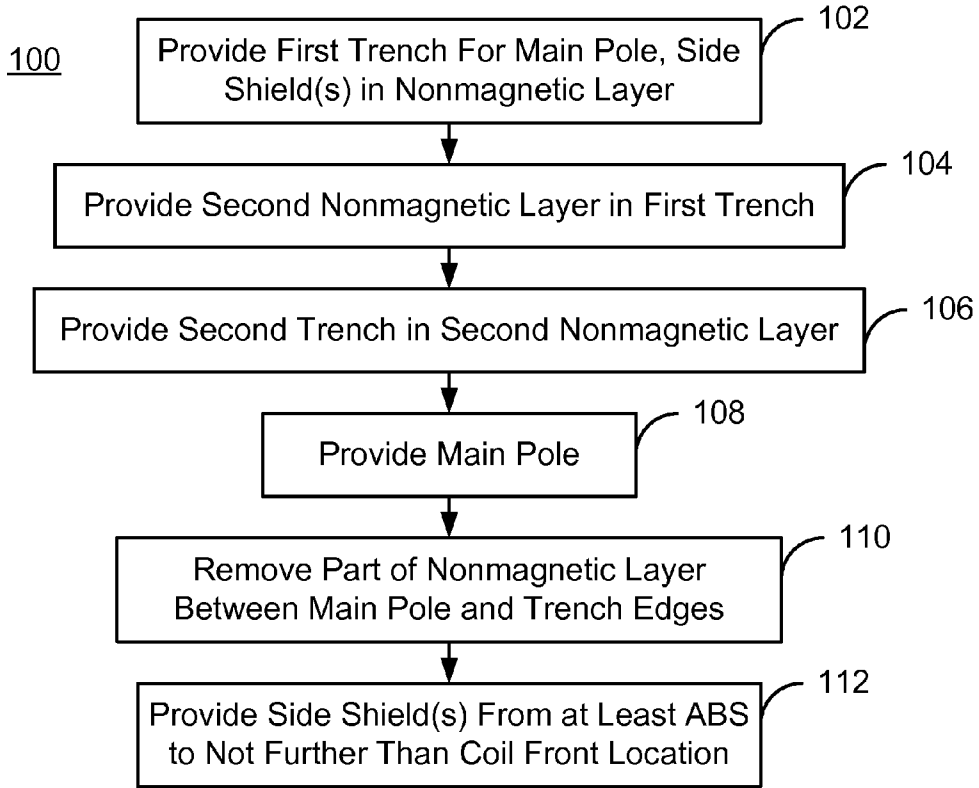 100
102
Provide First Trench For Main Pole, Side
Shield(s) in Nonmagnetic Layer
104
Provide Second Nonmagnetic Layer in First Trench
106
Provide Second Trench in Second Nonmagnetic Layer
108
Provide Main Pole
110
Remove Part of Nonmagnetic Layer
Between Main Pole and Trench Edges
112
Provide Side Shield(s) From at Least ABS
to Not Further Than Coil Front Location